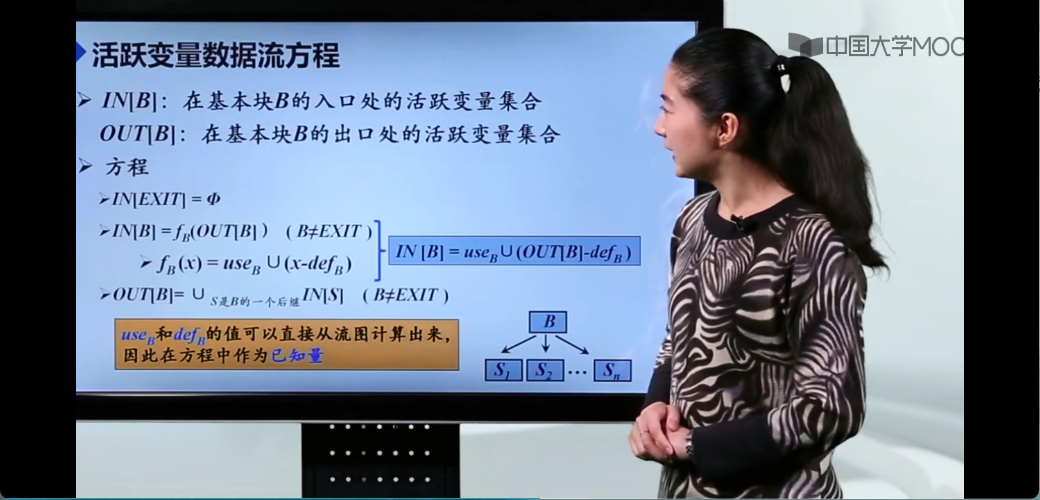 活跃变量数据流方程
中国大学MOO
➢ IN[B]：在基本块B的入口处的活跃变量集合
OUT[B]：在基本块B的出口处的活跃变量集合
➢ 方程
➢IN[EXIT] = Φ
➢IN[B] = f_B(OUT[B]) (B≠EXIT)
➢ f_B(x) = use_B ∪(x-def_B)
IN [B] = use_B∪(OUT[B]-def_B)
➢OUT[B]= ∪ S是B的一个后继 IN[S] (B≠EXIT)
use_B和def_B的值可以直接从流图计算出来，
因此在方程中作为已知量
B
S_1 S_2 … S_n